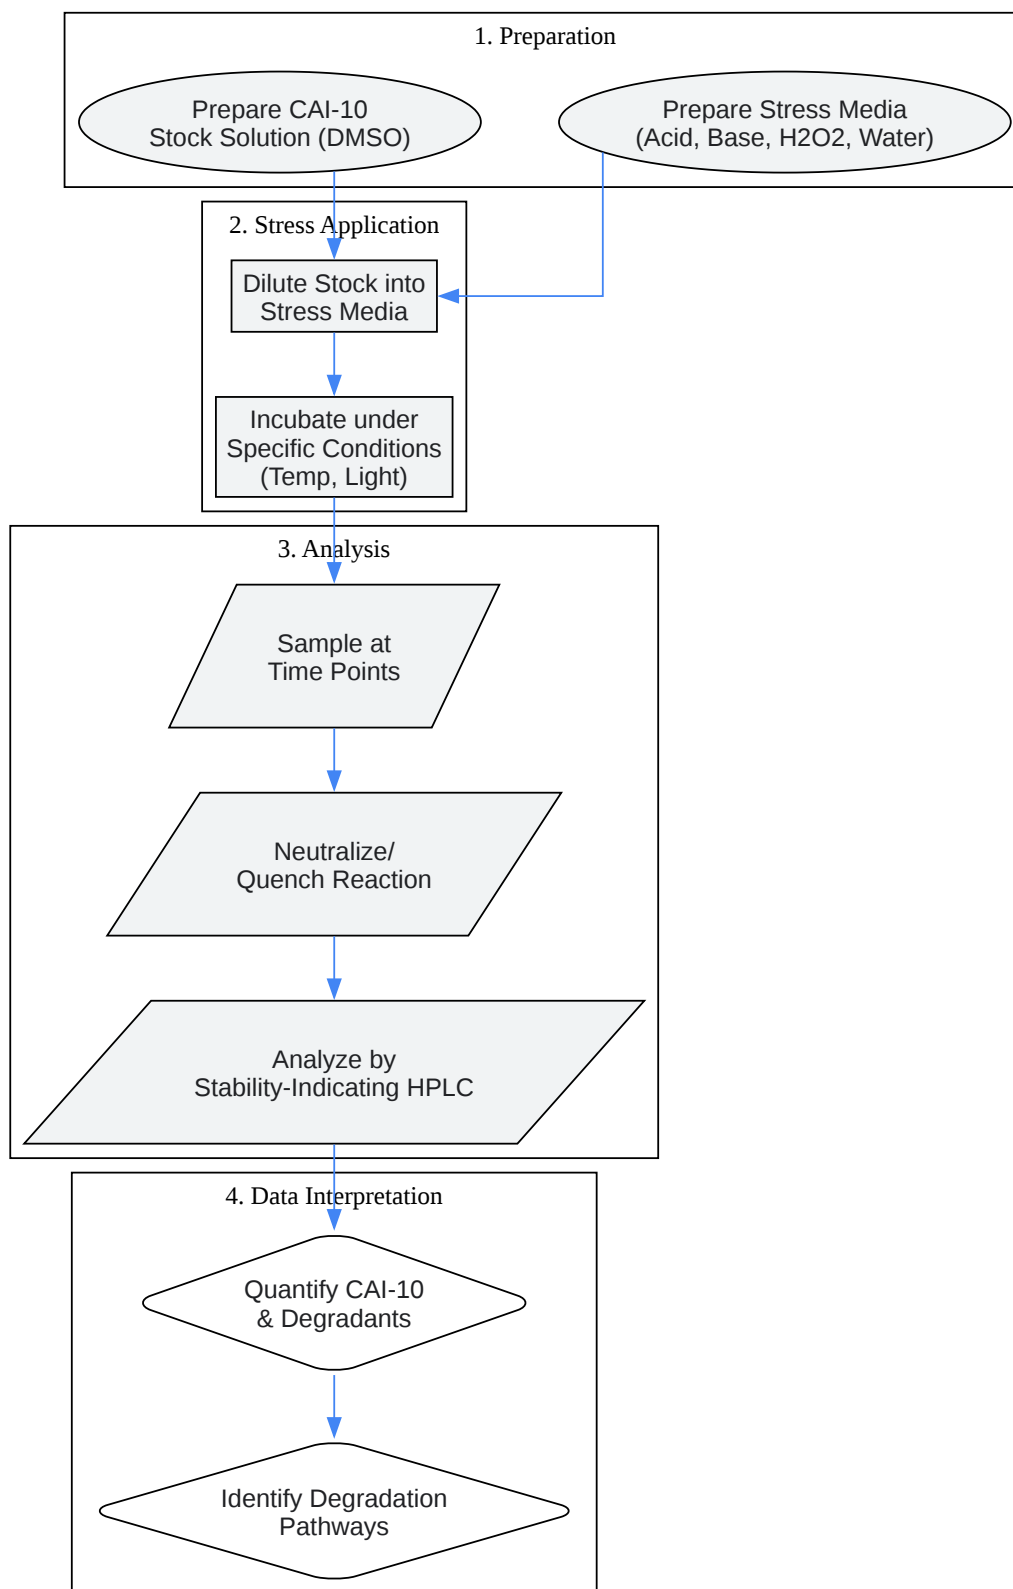 1. Preparation
Prepare CAI-10
Stock Solution (DMSO)
Prepare Stress Media
(Acid, Base, H2O2, Water)
2. Stress Application
Dilute Stock into
Stress Media
Incubate under
Specific Conditions
(Temp, Light)
3. Analysis
Sample at
Time Points
Neutralize/
Quench Reaction
Analyze by
Stability-Indicating HPLC
4. Data Interpretation
Quantify CAI-10
& Degradants
Identify Degradation
Pathways